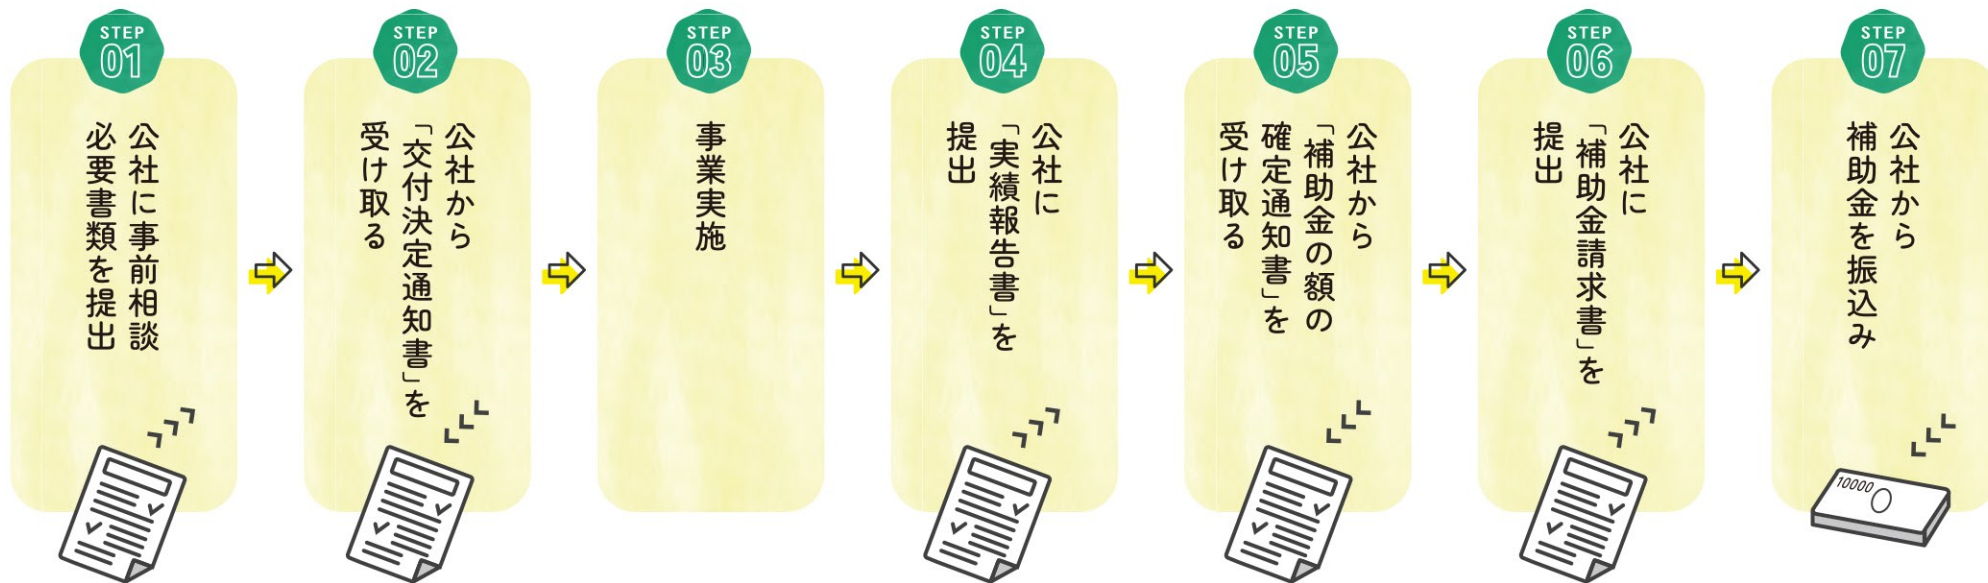 STEP
01
公社に事前相談
必要書類を提出
STEP
02
公社から
「交付決定通知書」を
受け取る
STEP
03
事業実施
STEP
04
公社に
「実績報告書」を
提出
STEP
05
公社から
「補助金の額の
確定通知書」を
受け取る
STEP
06
公社に
「補助金請求書」を
提出
STEP
07
公社から
補助金を振込み
10000